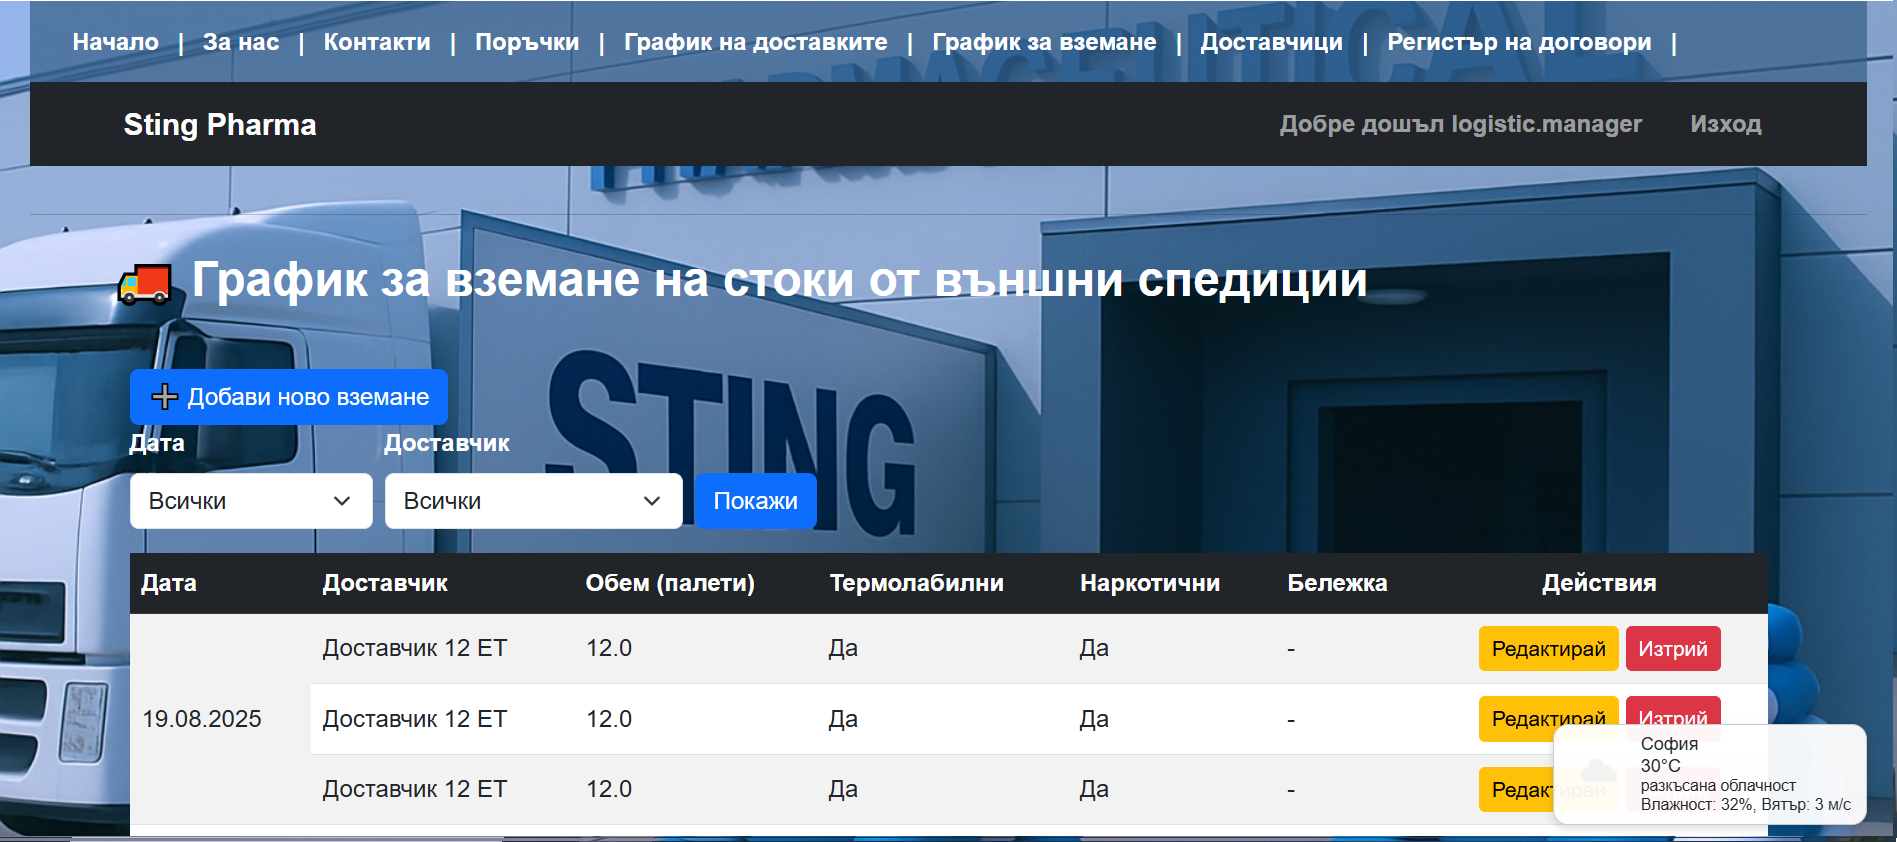 Начало | За нас | Контакти | Поръчки | График на доставките | График за вземане | Доставчици | Регистър на договори |
Sting Pharma Добре дошъл logistic.manager Изход
График за вземане на стоки от външни спедиции
STING
Добави ново вземане
Дата Доставчик
Всички Всички Покажи
Дата Доставчик Обем (палети) Термолабилни Наркотични Бележка Действия
Доставчик 12 ЕТ 12.0 Да Да - Редактирай Изтрий
19.08.2025 Доставчик 12 ЕТ 12.0 Да Да - Редактирай Изтрий
Доставчик 12 ЕТ 12.0 Да Да -
София
30°C
разкъсана облачност
Влажност: 32%, Вятър: 3 м/с